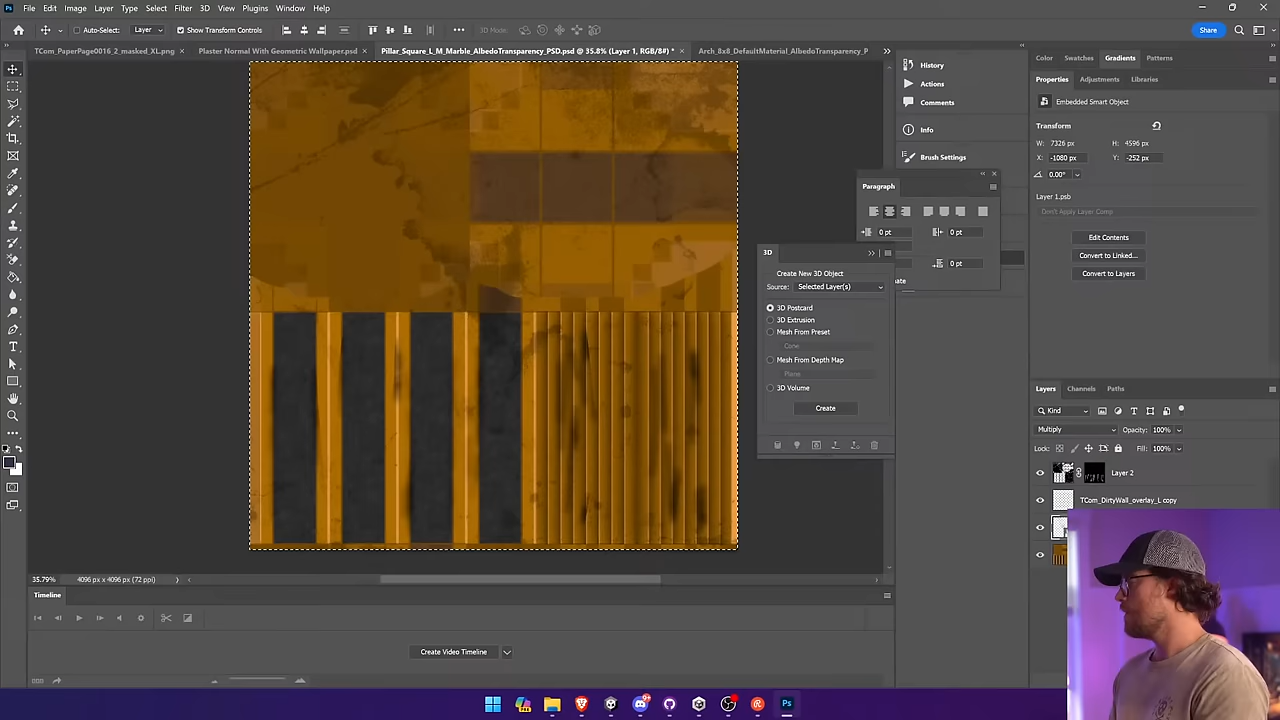 File Edit Image Layer Type Select Filter 3D View Plugins Window Help
Auto-Select: Layer Show Transform Controls 3D Mode: Share
TCom_PaperPage0016_2_masked_XL.png × Plaster Normal With Geometric Wallpaper.psd × Pillar_Square_L_M_Marble_AlbedoTransparency_PSD.psd @ 35.8% (Layer 1, RGB/8#) * × Arch_8x8_DefaultMaterial_AlbedoTransparency_P
History
Actions
Comments
Info
Brush Settings
Color Swatches Gradients Patterns
Properties Adjustments Libraries
Embedded Smart Object
Transform
W: 7326 px H: 4596 px
X: -1080 px Y: -252 px
0.00°
Layer 1.psb
Don't Apply Layer Comp
Edit Contents
Convert to Linked...
Convert to Layers
Paragraph
0 pt 0 pt
0 pt
3D
Create New 3D Object
Source: Selected Layer(s)
3D Postcard
3D Extrusion
Mesh From Preset
Cone
Mesh From Depth Map
Plane
3D Volume
Create
Layers Channels Paths
Kind
Multiply Opacity: 100%
Lock: Fill: 100%
Layer 2
TCom_DirtyWall_overlay_L copy
35.79% 4096 px x 4096 px (72 ppi)
Timeline
Create Video Timeline